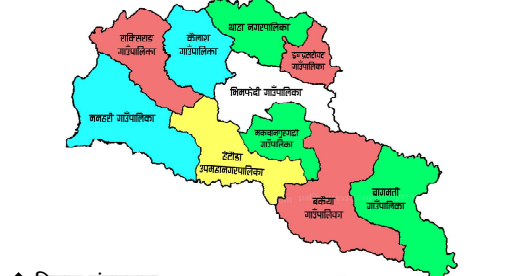 थाहा नगरपालिका
राक्सिराङ
गाउँपालिका
कैलाश
गाउँपालिका
इन्द्रसरोवर
गाउँपालिका
भिमफेदी गाउँपालिका
मनहरी गाउँपालिका
मकवानपुरगढी
गाउँपालिका
हेटौंडा
उपमहानगरपालिका
बकैया
गाउँपालिका
बागमती
गाउँपालिका